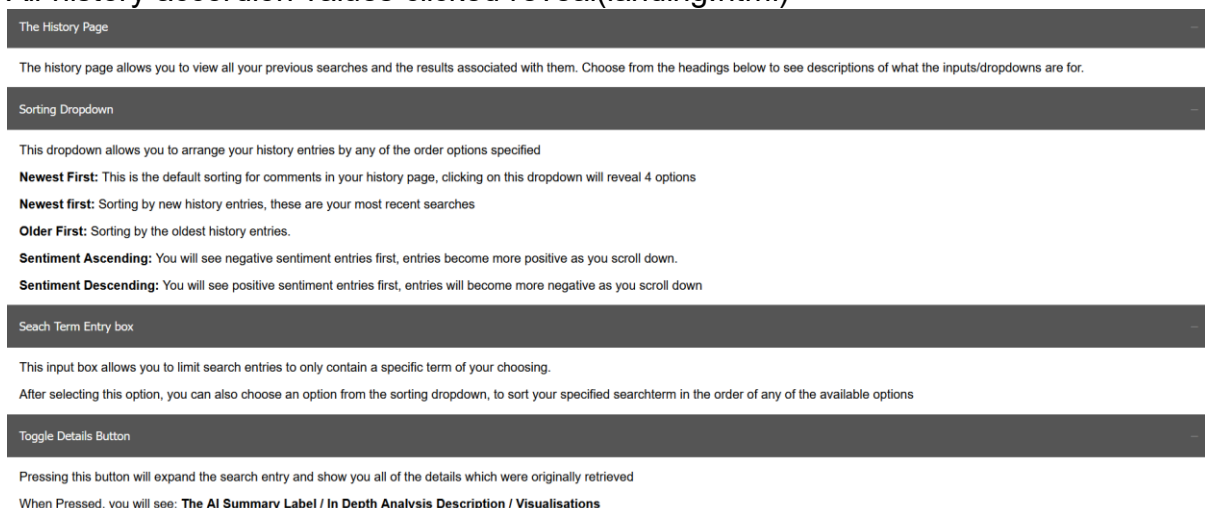 All history accordion values clicked reveal(landing.html)
The History Page
The history page allows you to view all your previous searches and the results associated with them. Choose from the headings below to see descriptions of what the inputs/dropdowns are for.
Sorting Dropdown
This dropdown allows you to arrange your history entries by any of the order options specified
Newest First: This is the default sorting for comments in your history page, clicking on this dropdown will reveal 4 options
Newest first: Sorting by new history entries, these are your most recent searches
Older First: Sorting by the oldest history entries.
Sentiment Ascending: You will see negative sentiment entries first, entries become more positive as you scroll down.
Sentiment Descending: You will see positive sentiment entries first, entries will become more negative as you scroll down
Seach Term Entry box
This input box allows you to limit search entries to only contain a specific term of your choosing.
After selecting this option, you can also choose an option from the sorting dropdown, to sort your specified searchterm in the order of any of the available options
Toggle Details Button
Pressing this button will expand the search entry and show you all of the details which were originally retrieved
When Pressed, you will see: The AI Summary Label / In Depth Analysis Description / Visualisations